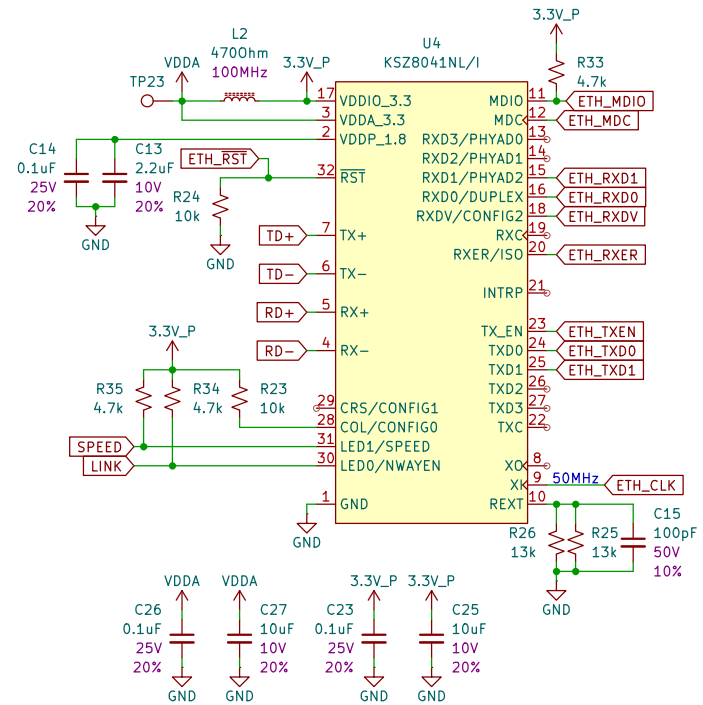 3.3V_P
L2
470Ohm
100MHz
VDDA
3.3V_P
TP23
U4
KSZ8041NL/I
R33
4.7k
17 VDDIO_3.3
MDIO 11
ETH_MDIO
3 VDDA_3.3
MDC 12
ETH_MDC
2 VDDP_1.8
RXD3/PHYAD0 13
C14
0.1uF
25V
20%
C13
2.2uF
10V
20%
GND
ETH_RST
RXD2/PHYAD1 14
32 RST
RXD1/PHYAD2 15
ETH_RXD1
R24
10k
GND
RXD0/DUPLEX 16
ETH_RXD0
RXDV/CONFIG2 18
ETH_RXDV
TD+
7 TX+
RXC 19
RXER/ISO 20
ETH_RXER
TD-
6 TX-
INTRP 21
RD+
5 RX+
TX_EN 23
ETH_TXEN
RD-
4 RX-
TXD0 24
ETH_TXD0
TXD1 25
ETH_TXD1
3.3V_P
R35
4.7k
R34
4.7k
R23
10k
TXD2 26
29 CRS/CONFIG1
TXD3 27
28 COL/CONFIG0
TXC 22
SPEED
31 LED1/SPEED
LINK
30 LED0/NWAYEN
XO 8
XI 9
50MHz
ETH_CLK
1 GND
REXT 10
GND
R26
13k
R25
13k
C15
100pF
50V
10%
GND
VDDA
C26
0.1uF
25V
20%
GND
VDDA
C27
10uF
10V
20%
GND
3.3V_P
C23
0.1uF
25V
20%
GND
3.3V_P
C25
10uF
10V
20%
GND